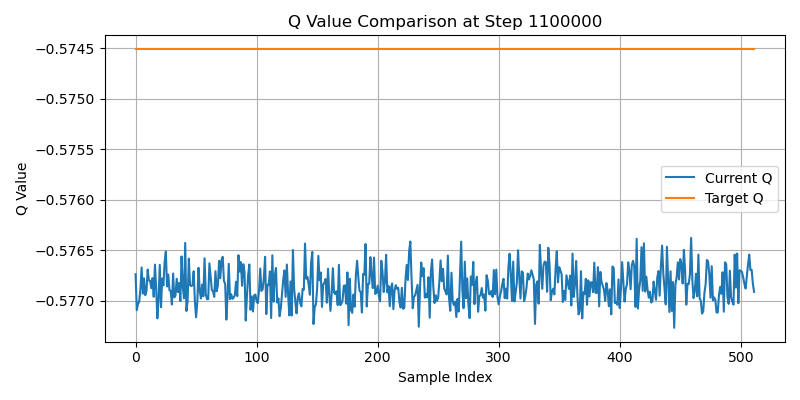 Q Value Comparison at Step 1100000
Q Value
−0.5745
−0.5750
−0.5755
−0.5760
−0.5765
−0.5770
Current Q
Target Q
0
100
200
300
400
500
Sample Index